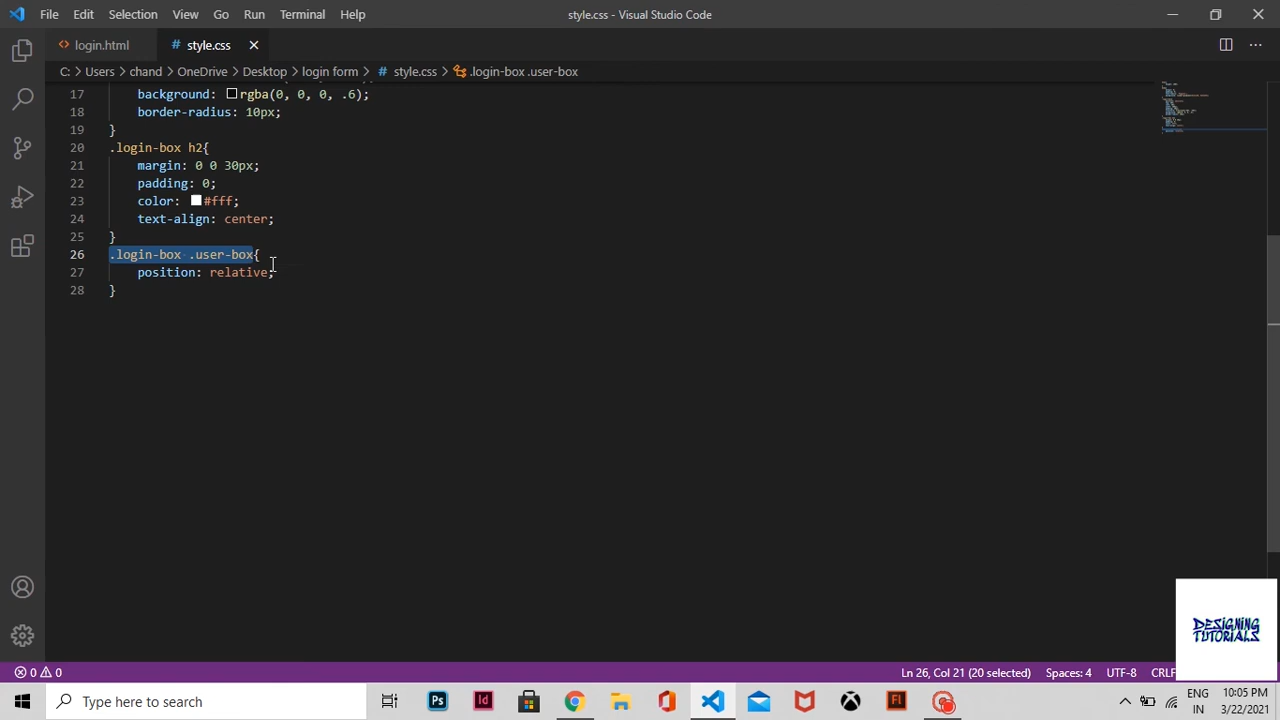 File Edit Selection View Go Run Terminal Help style.css - Visual Studio Code
login.html style.css
C: > Users > chand > OneDrive > Desktop > login form > # style.css > .login-box .user-box
17 background: rgba(0, 0, 0, .6);
18 border-radius: 10px;
19 }
20 .login-box h2{
21 margin: 0 0 30px;
22 padding: 0;
23 color: #fff;
24 text-align: center;
25 }
26 .login-box .user-box{
27 position: relative;
28 }
DESIGNING
TUTORIALS
0 0 Ln 26, Col 21 (20 selected) Spaces: 4 UTF-8 CRLF
Type here to search
Ps Id Fl
ENG
IN
10:05 PM
3/22/2021